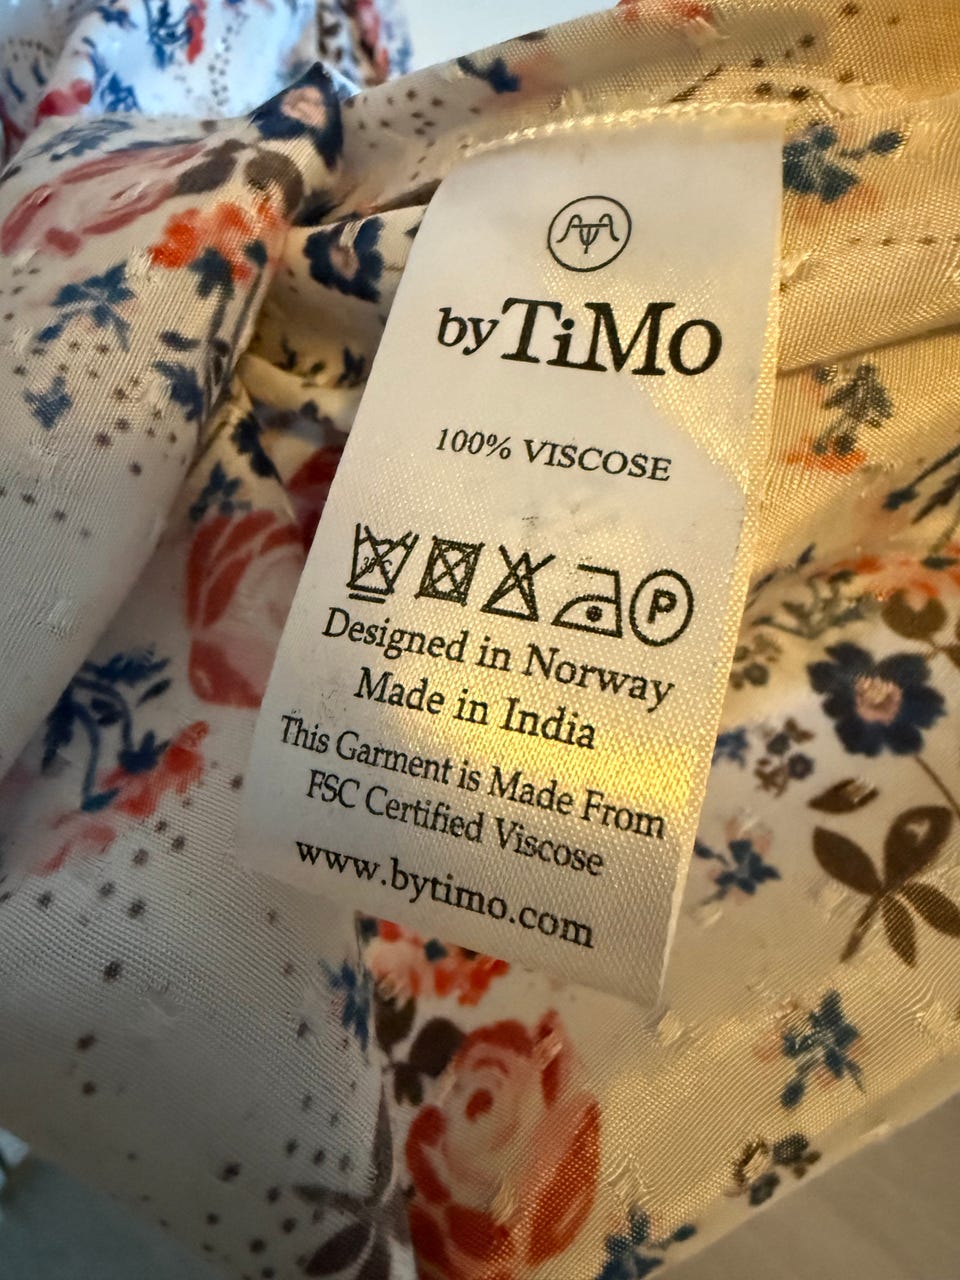 byTiMo
100% VISCOSE
P
Designed in Norway
Made in India
This Garment is Made From
FSC Certified Viscose
www.bytimo.com